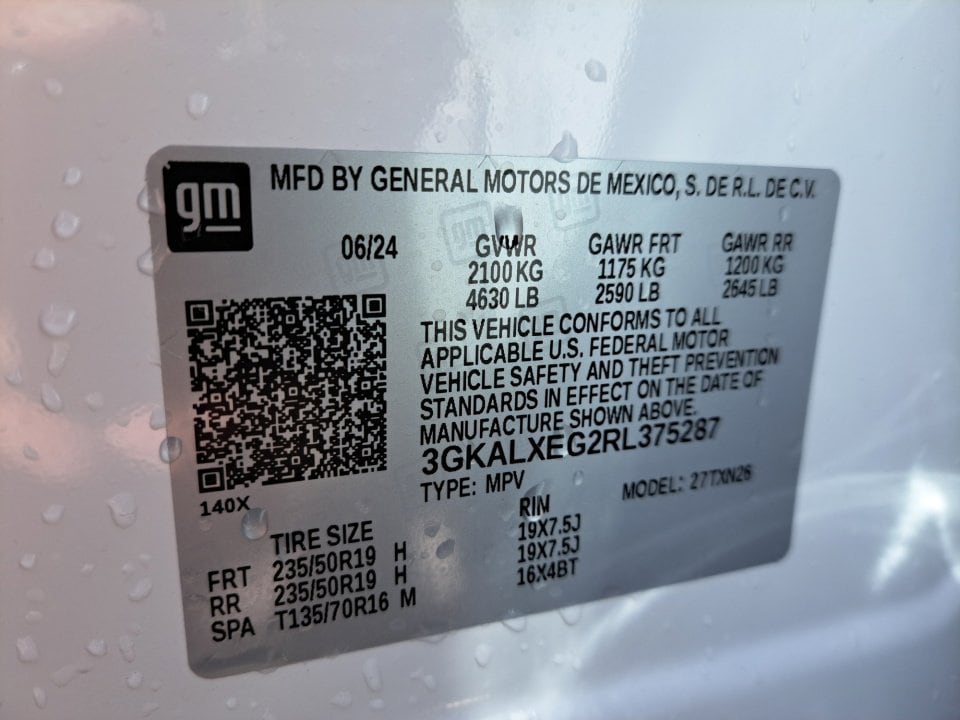 gm
MFD BY GENERAL MOTORS DE MEXICO, S. DE R.L. DE C.V.
06/24 GVWR GAWR FRT GAWR RR
2100 KG 1175 KG 1200 KG
4630 LB 2590 LB 2645 LB
THIS VEHICLE CONFORMS TO ALL
APPLICABLE U.S. FEDERAL MOTOR
VEHICLE SAFETY AND THEFT PREVENTION
STANDARDS IN EFFECT ON THE DATE OF
MANUFACTURE SHOWN ABOVE.
3GKALXEG2RL375287
TYPE: MPV MODEL: 27TXN26
140X
TIRE SIZE RIM
FRT 235/50R19 H 19X7.5J
RR 235/50R19 H 19X7.5J
SPA T135/70R16 M 16X4BT